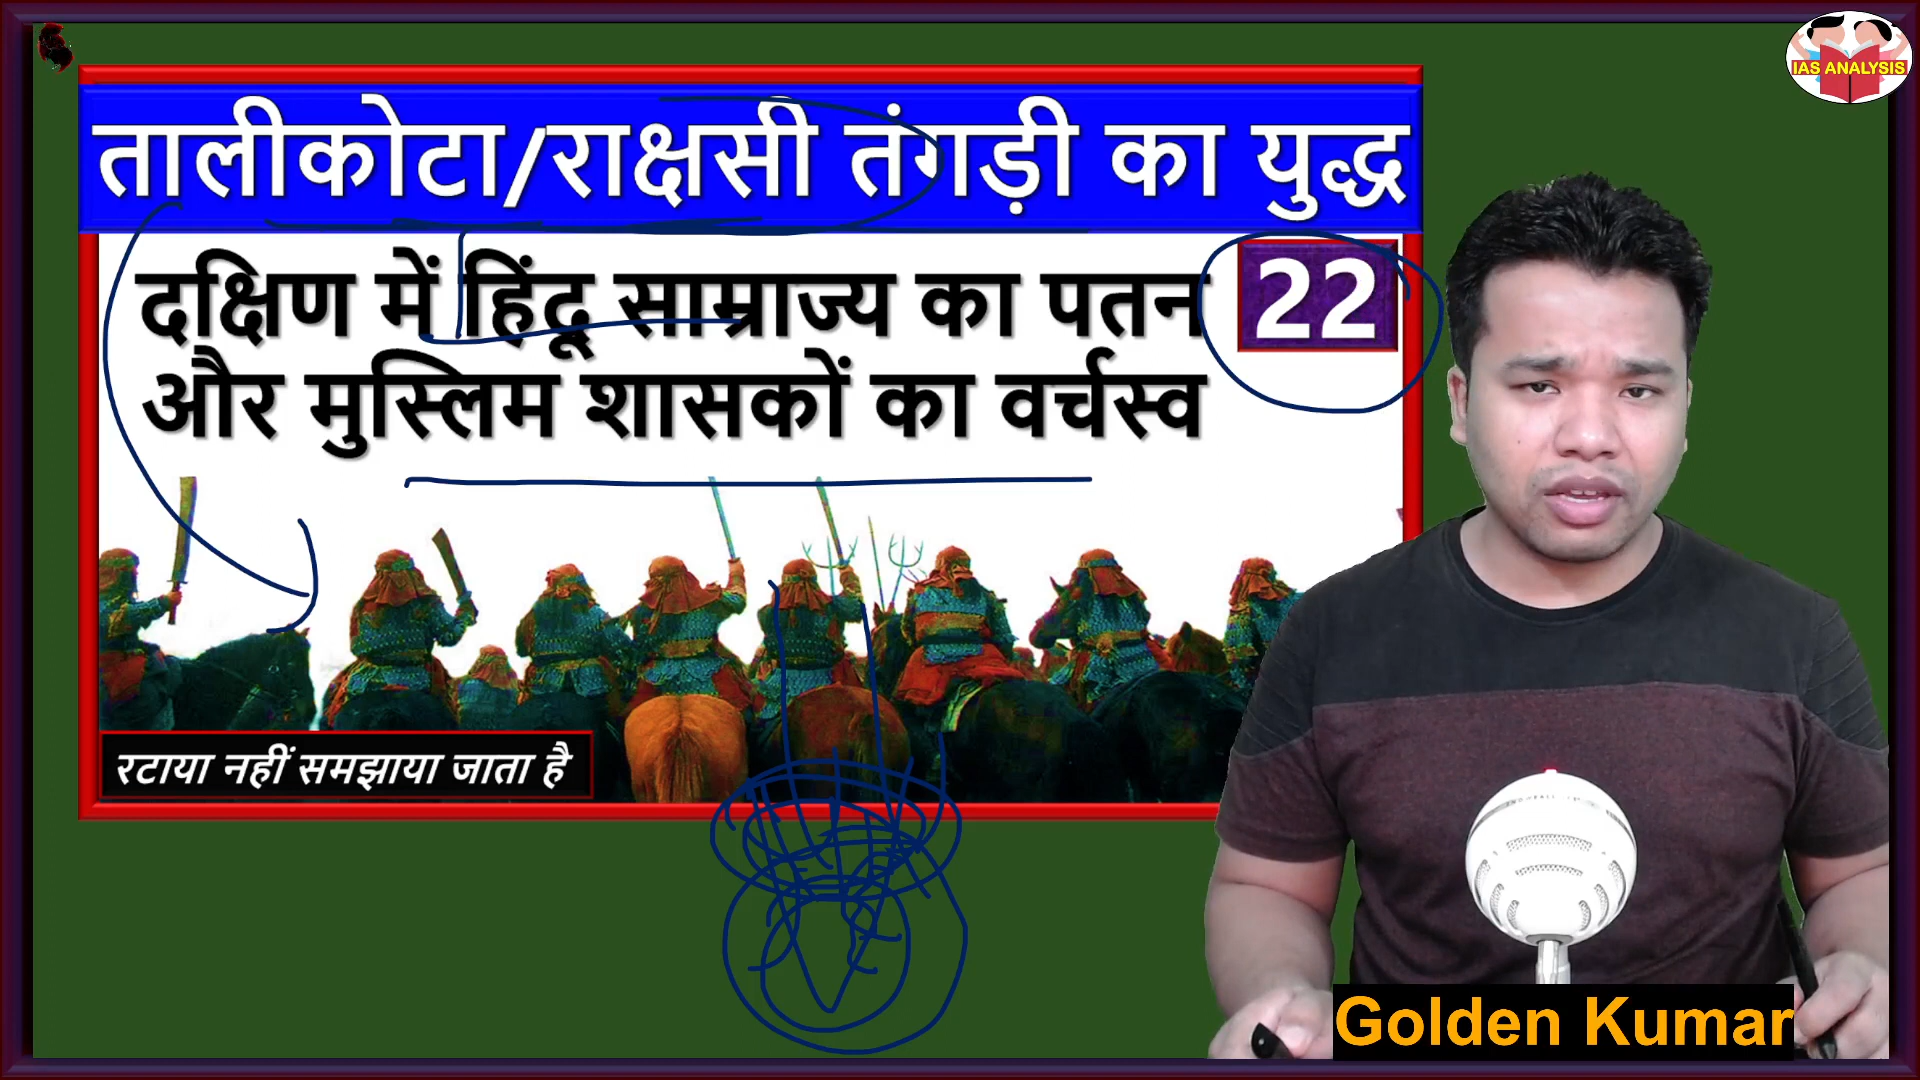 IAS ANALYSIS
तालीकोटा/राक्षसी तंगड़ी का युद्ध
दक्षिण में हिंदू साम्राज्य का पतन 22
और मुस्लिम शासकों का वर्चस्व
रटाया नहीं समझाया जाता है
Golden Kumar